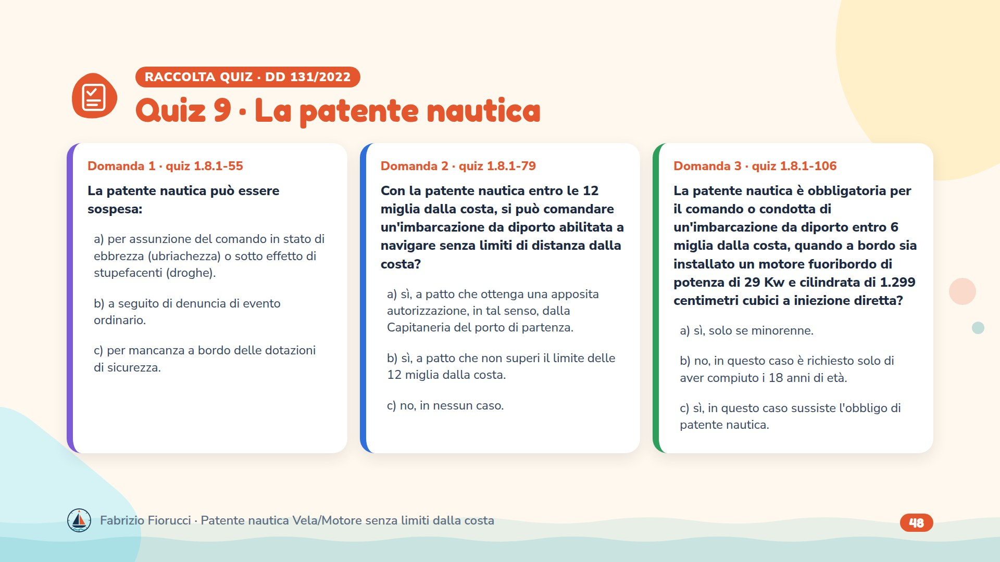 RACCOLTA QUIZ · DD 131/2022
Quiz 9 · La patente nautica
Domanda 1 · quiz 1.8.1-55
La patente nautica può essere
sospesa:
a) per assunzione del comando in stato di
ebbrezza (ubriachezza) o sotto effetto di
stupefacenti (droghe).
b) a seguito di denuncia di evento
ordinario.
c) per mancanza a bordo delle dotazioni
di sicurezza.
Domanda 2 · quiz 1.8.1-79
Con la patente nautica entro le 12
miglia dalla costa, si può comandare
un'imbarcazione da diporto abilitata a
navigare senza limiti di distanza dalla
costa?
a) sì, a patto che ottenga una apposita
autorizzazione, in tal senso, dalla
Capitaneria del porto di partenza.
b) sì, a patto che non superi il limite delle
12 miglia dalla costa.
c) no, in nessun caso.
Domanda 3 · quiz 1.8.1-106
La patente nautica è obbligatoria per
il comando o condotta di
un'imbarcazione da diporto entro 6
miglia dalla costa, quando a bordo sia
installato un motore fuoribordo di
potenza di 29 Kw e cilindrata di 1.299
centimetri cubici a iniezione diretta?
a) sì, solo se minorenne.
b) no, in questo caso è richiesto solo di
aver compiuto i 18 anni di età.
c) sì, in questo caso sussiste l'obbligo di
patente nautica.
Fabrizio Fiorucci · Patente nautica Vela/Motore senza limiti dalla costa
48